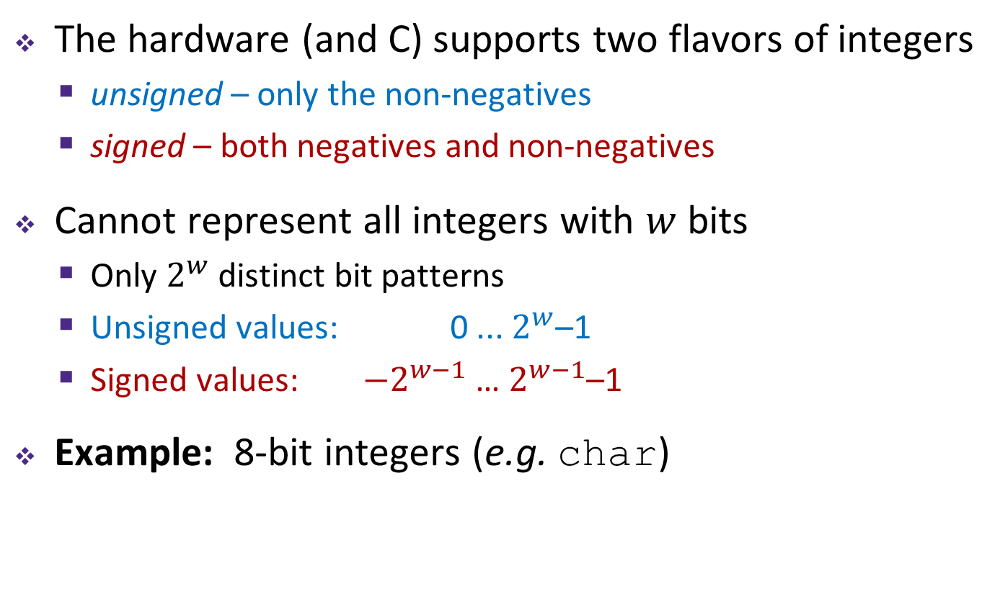 ❖ The hardware (and C) supports two flavors of integers
▪ unsigned – only the non-negatives
▪ signed – both negatives and non-negatives
❖ Cannot represent all integers with w bits
▪ Only 2^w distinct bit patterns
▪ Unsigned values: 0 ... 2^w–1
▪ Signed values: −2^{w−1} ... 2^{w−1}–1
❖ Example: 8-bit integers (e.g. char)